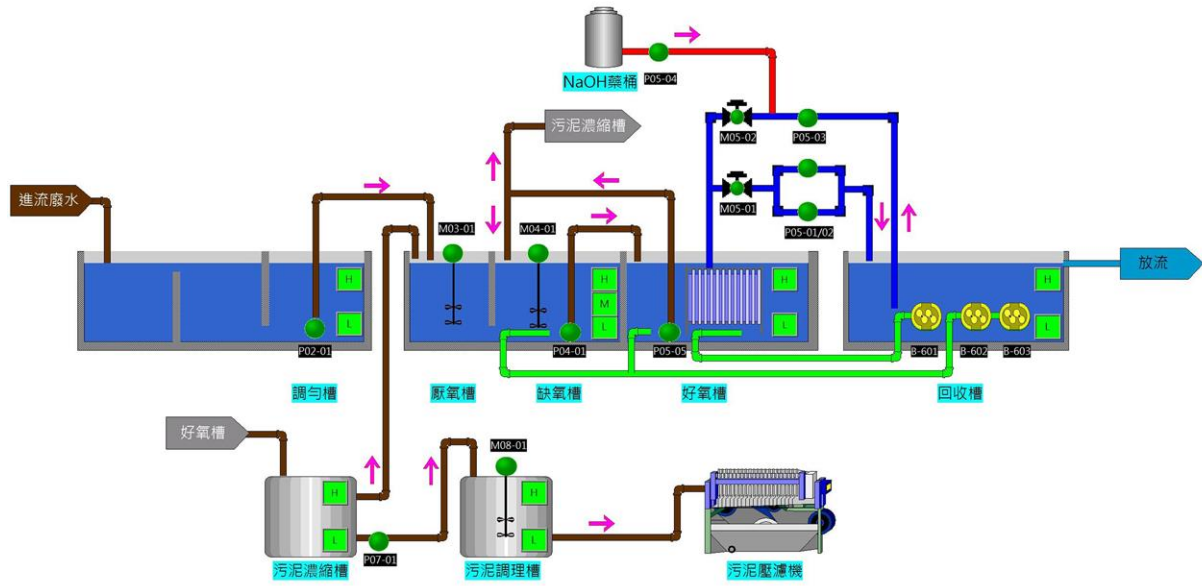 NaOH藥桶
P05-04
污泥濃縮槽
M05-02
P05-03
進流廢水
M05-01
P05-01/02
M03-01
M04-01
放流
H
L
P02-01
H
M
L
P04-01
P05-05
H
L
H
L
B-601
B-602
B-603
調勻槽
厭氧槽
缺氧槽
好氧槽
回收槽
好氧槽
M08-01
H
L
P07-01
H
L
污泥濃縮槽
污泥調理槽
污泥壓濾機